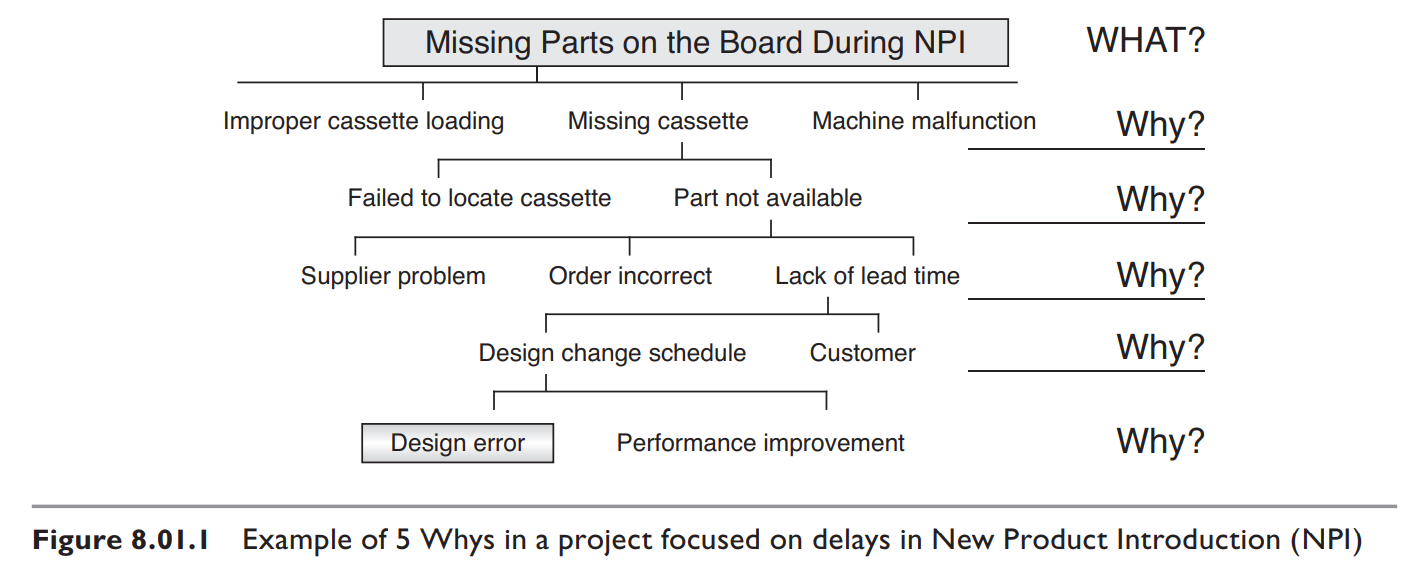 Missing Parts on the Board During NPI WHAT?
Improper cassette loading Missing cassette Machine malfunction Why?
Failed to locate cassette Part not available Why?
Supplier problem Order incorrect Lack of lead time Why?
Design change schedule Customer Why?
Design error Performance improvement Why?
Figure 8.01.1 Example of 5 Whys in a project focused on delays in New Product Introduction (NPI)